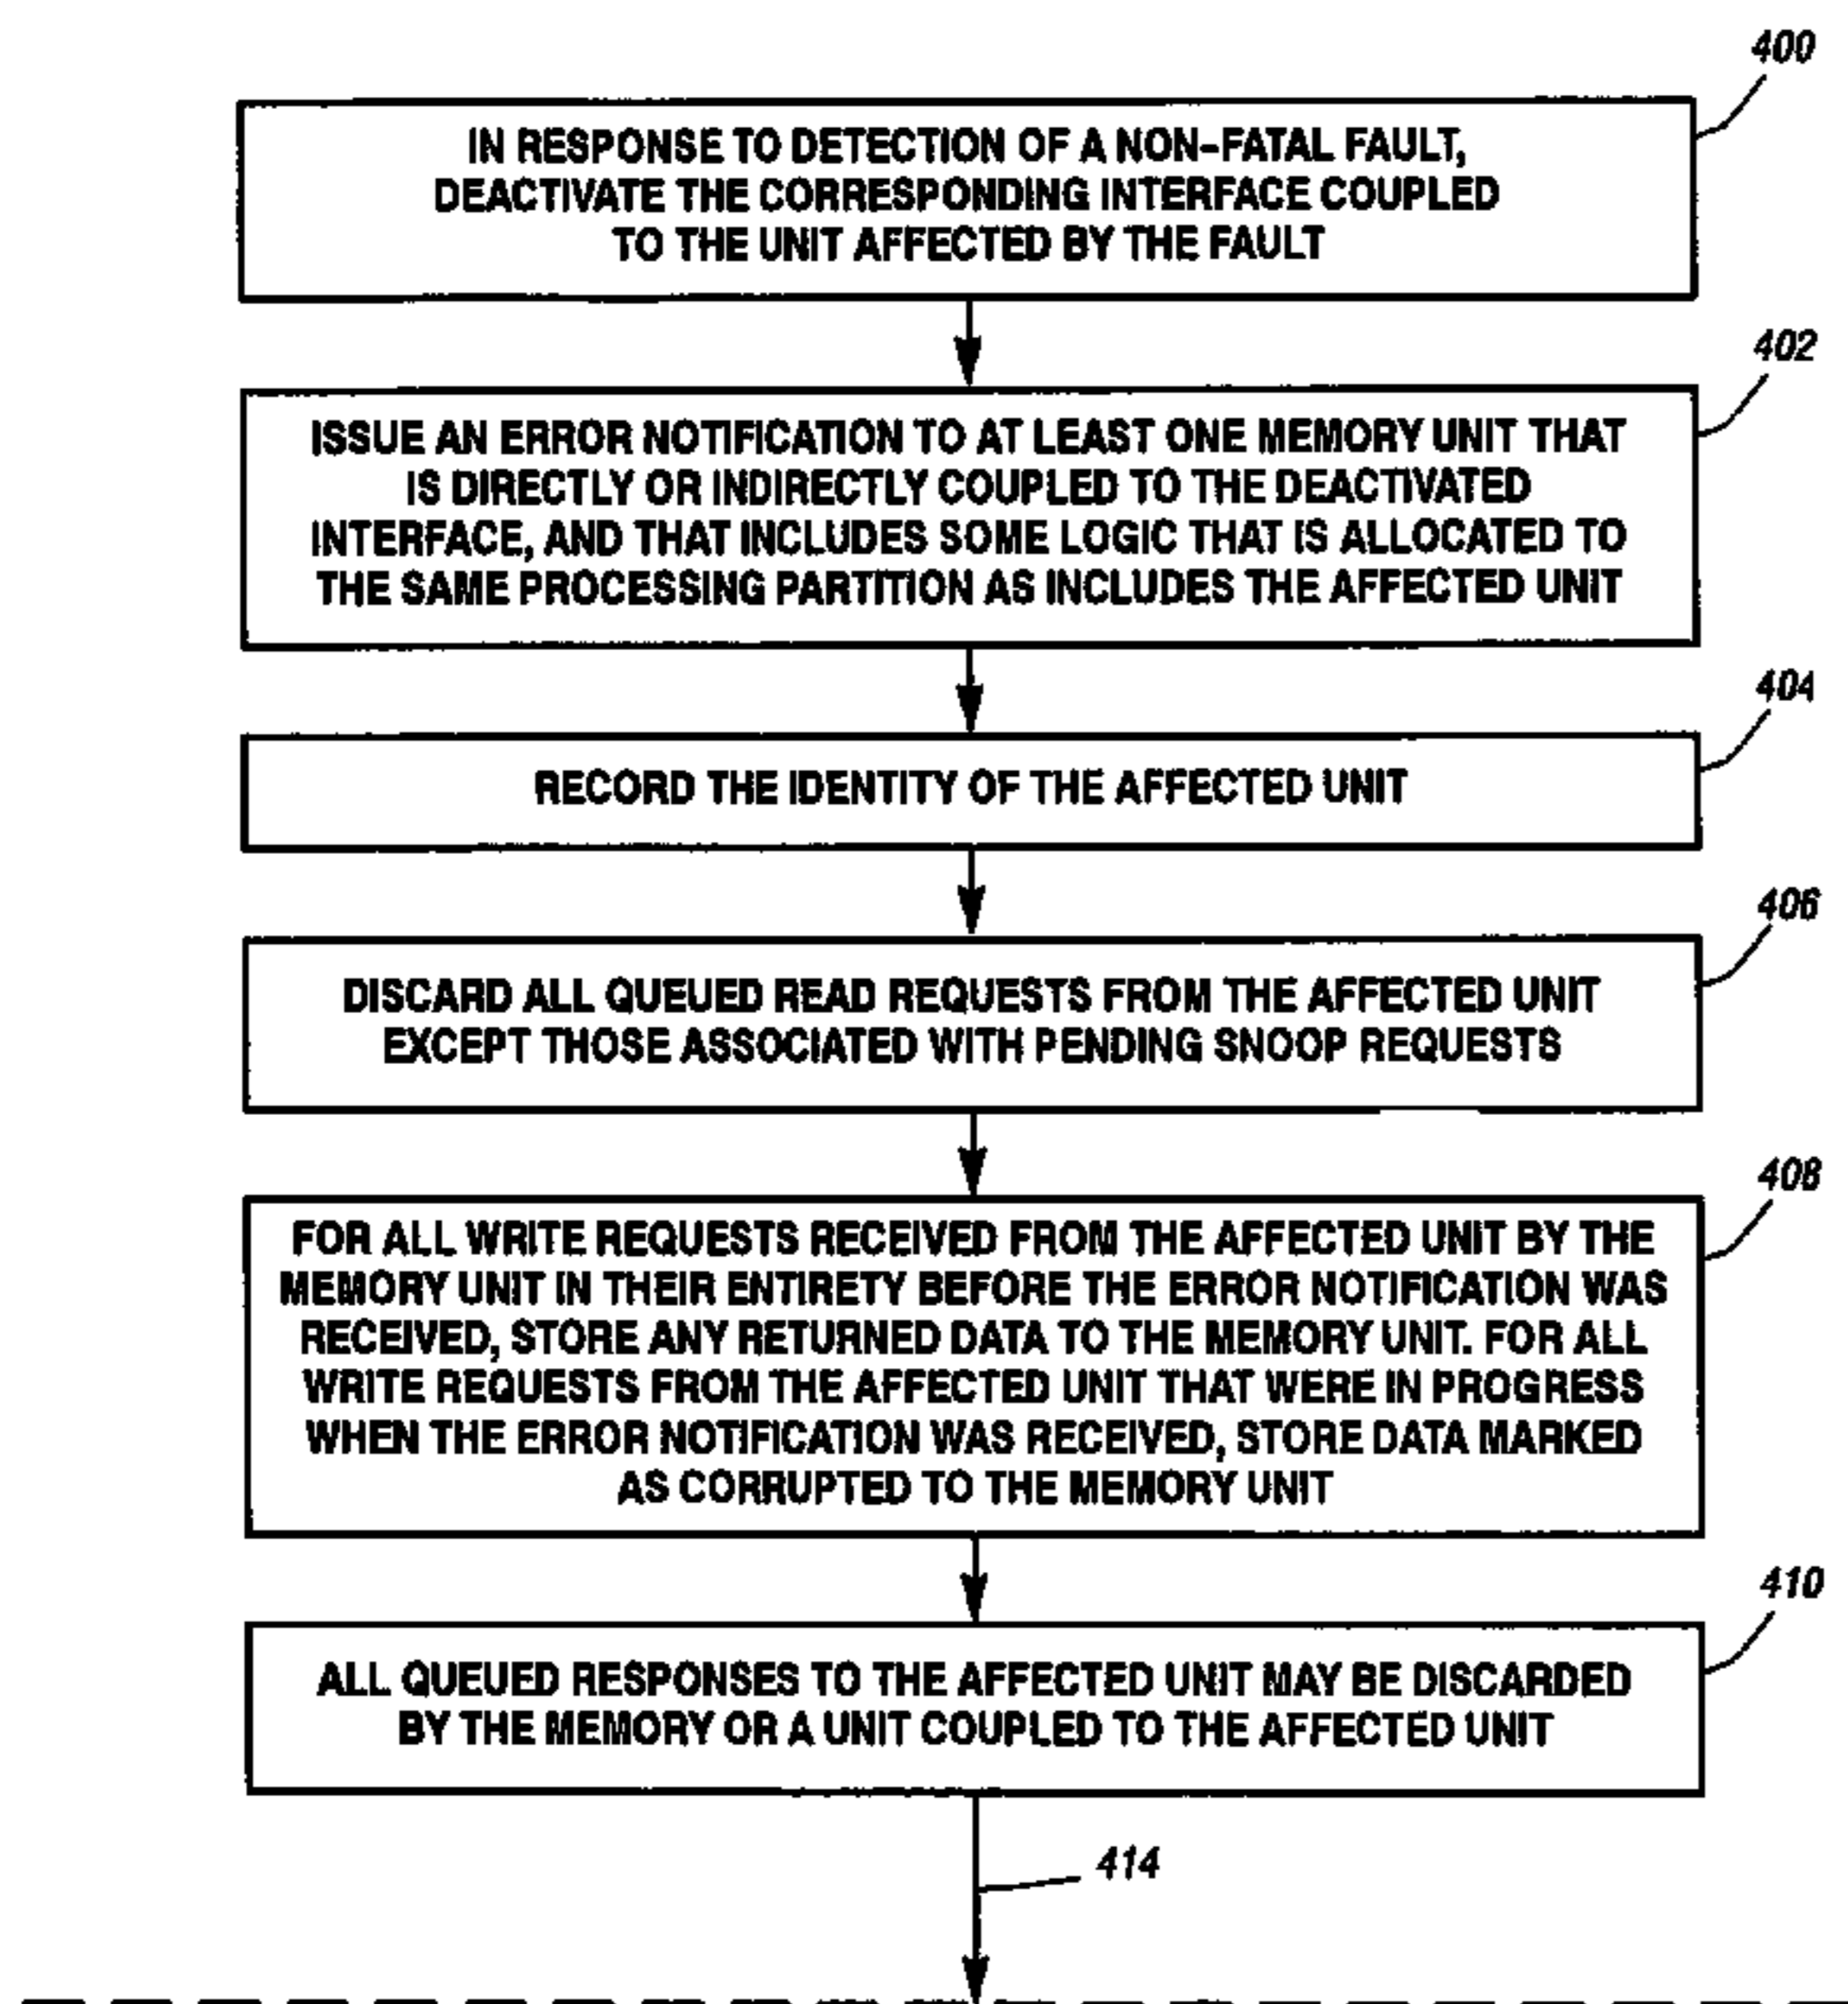 400
IN RESPONSE TO DETECTION OF A NON-FATAL FAULT,
DEACTIVATE THE CORRESPONDING INTERFACE COUPLED
TO THE UNIT AFFECTED BY THE FAULT
402
ISSUE AN ERROR NOTIFICATION TO AT LEAST ONE MEMORY UNIT THAT
IS DIRECTLY OR INDIRECTLY COUPLED TO THE DEACTIVATED
INTERFACE, AND THAT INCLUDES SOME LOGIC THAT IS ALLOCATED TO
THE SAME PROCESSING PARTITION AS INCLUDES THE AFFECTED UNIT
404
RECORD THE IDENTITY OF THE AFFECTED UNIT
406
DISCARD ALL QUEUED READ REQUESTS FROM THE AFFECTED UNIT
EXCEPT THOSE ASSOCIATED WITH PENDING SNOOP REQUESTS
408
FOR ALL WRITE REQUESTS RECEIVED FROM THE AFFECTED UNIT BY THE
MEMORY UNIT IN THEIR ENTIRETY BEFORE THE ERROR NOTIFICATION WAS
RECEIVED, STORE ANY RETURNED DATA TO THE MEMORY UNIT. FOR ALL
WRITE REQUESTS FROM THE AFFECTED UNIT THAT WERE IN PROGRESS
WHEN THE ERROR NOTIFICATION WAS RECEIVED, STORE DATA MARKED
AS CORRUPTED TO THE MEMORY UNIT
410
ALL QUEUED RESPONSES TO THE AFFECTED UNIT MAY BE DISCARDED
BY THE MEMORY OR A UNIT COUPLED TO THE AFFECTED UNIT
414